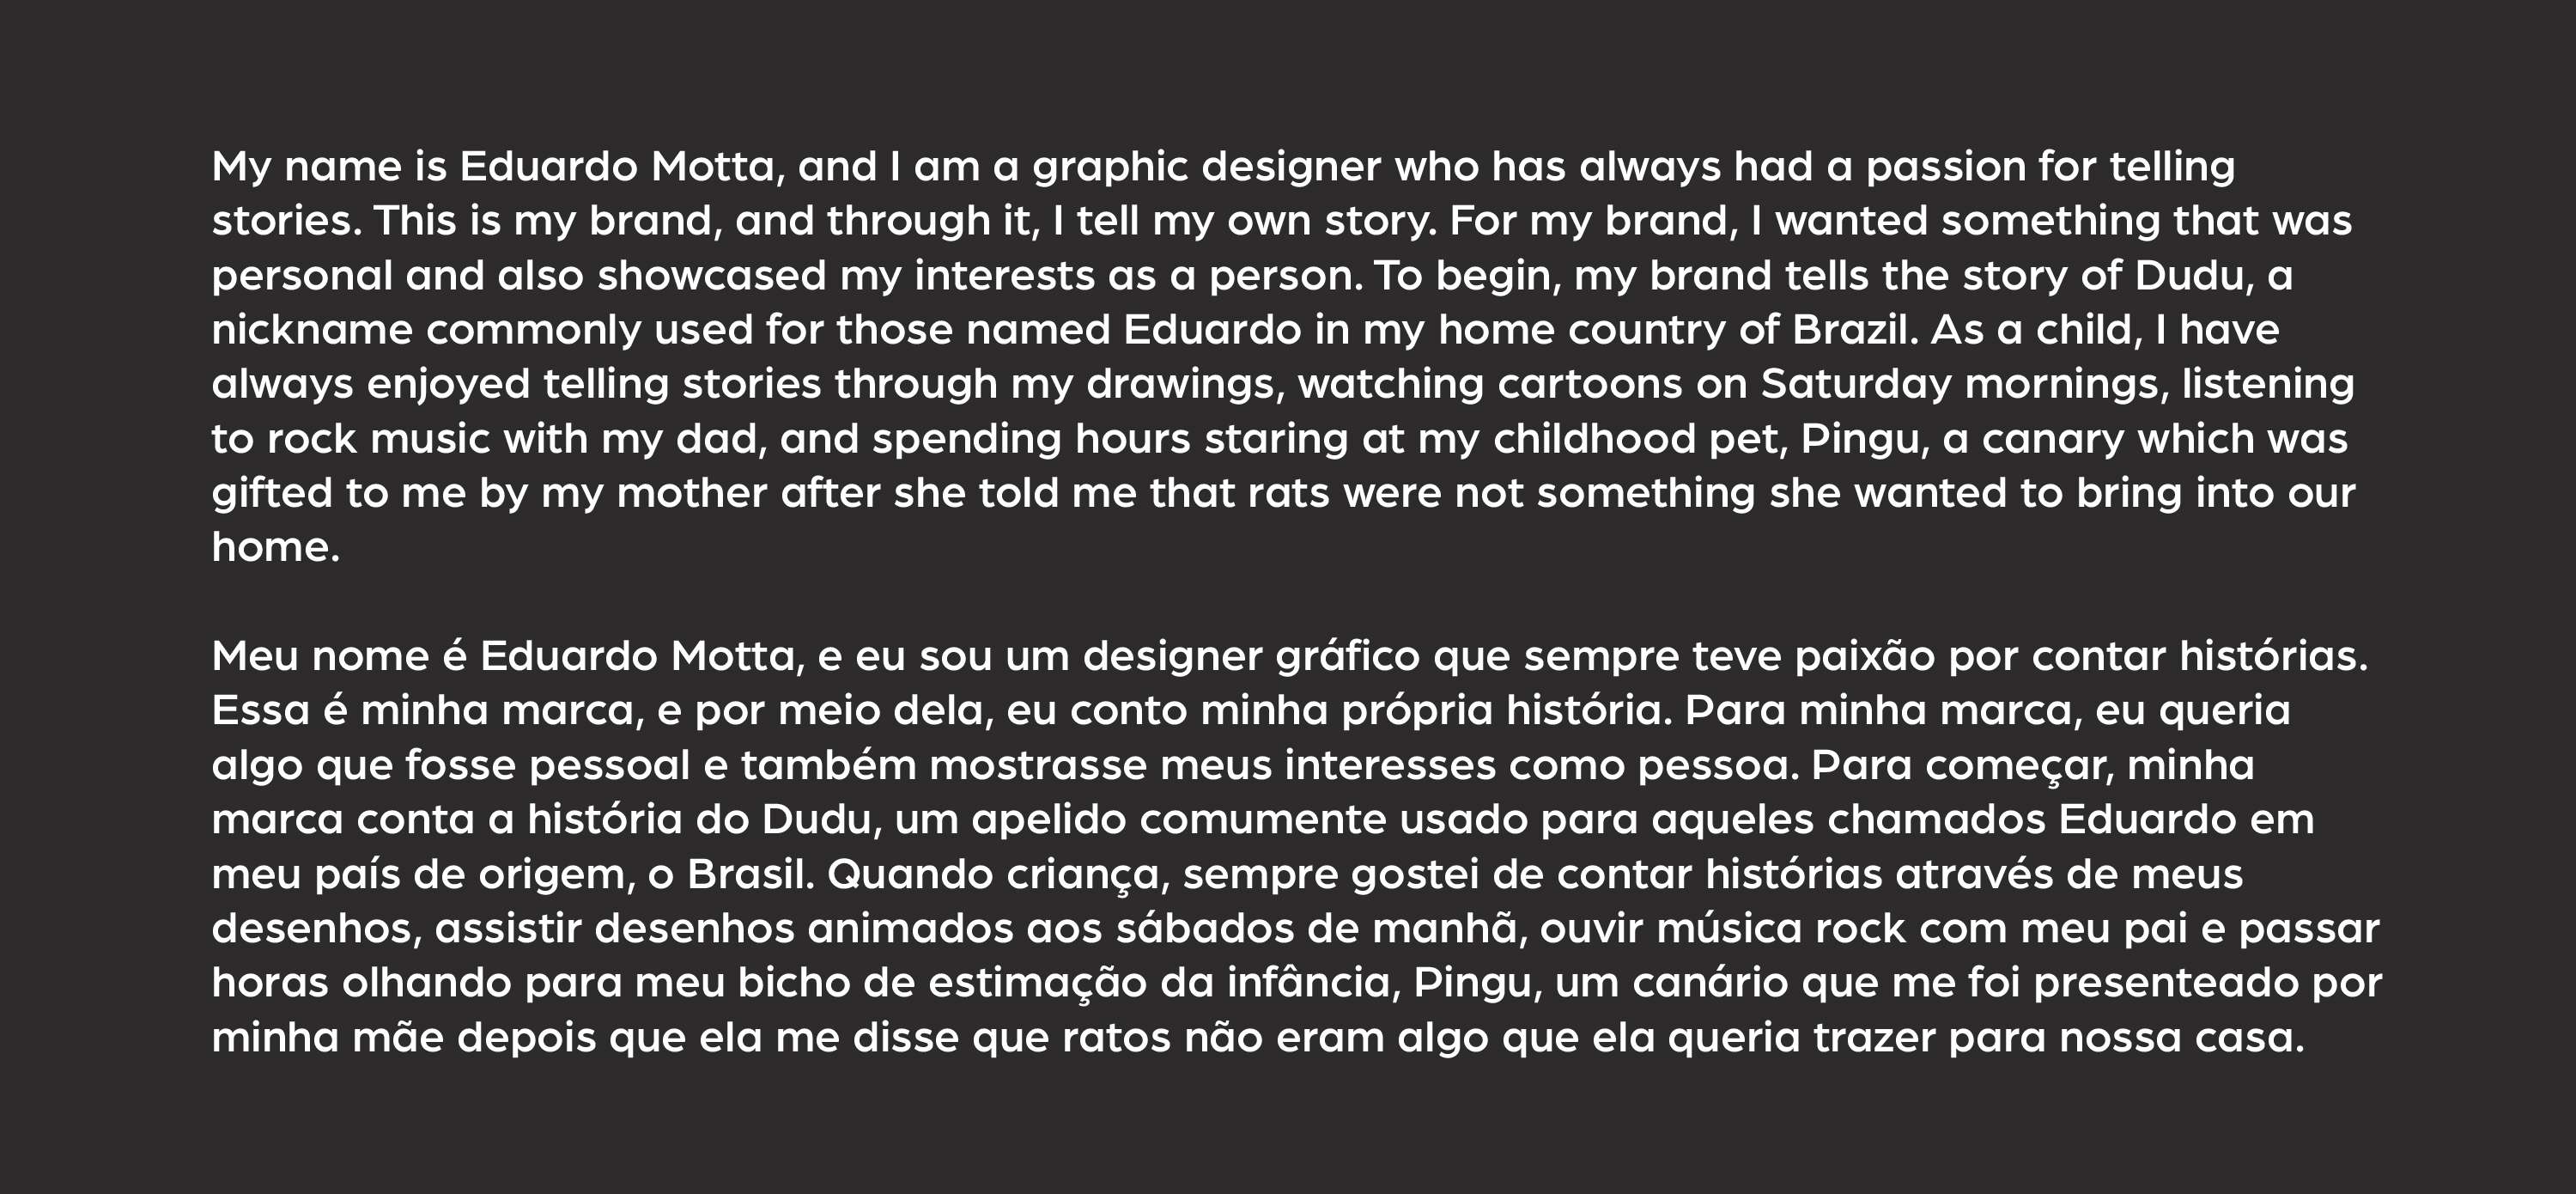 My name is Eduardo Motta, and I am a graphic designer who has always had a passion for telling
stories. This is my brand, and through it, I tell my own story. For my brand, I wanted something that was
personal and also showcased my interests as a person. To begin, my brand tells the story of Dudu, a
nickname commonly used for those named Eduardo in my home country of Brazil. As a child, I have
always enjoyed telling stories through my drawings, watching cartoons on Saturday mornings, listening
to rock music with my dad, and spending hours staring at my childhood pet, Pingu, a canary which was
gifted to me by my mother after she told me that rats were not something she wanted to bring into our
home.
Meu nome é Eduardo Motta, e eu sou um designer gráfico que sempre teve paixão por contar histórias.
Essa é minha marca, e por meio dela, eu conto minha própria história. Para minha marca, eu queria
algo que fosse pessoal e também mostrasse meus interesses como pessoa. Para começar, minha
marca conta a história do Dudu, um apelido comumente usado para aqueles chamados Eduardo em
meu país de origem, o Brasil. Quando criança, sempre gostei de contar histórias através de meus
desenhos, assistir desenhos animados aos sábados de manhã, ouvir música rock com meu pai e passar
horas olhando para meu bicho de estimação da infância, Pingu, um canário que me foi presenteado por
minha mãe depois que ela me disse que ratos não eram algo que ela queria trazer para nossa casa.